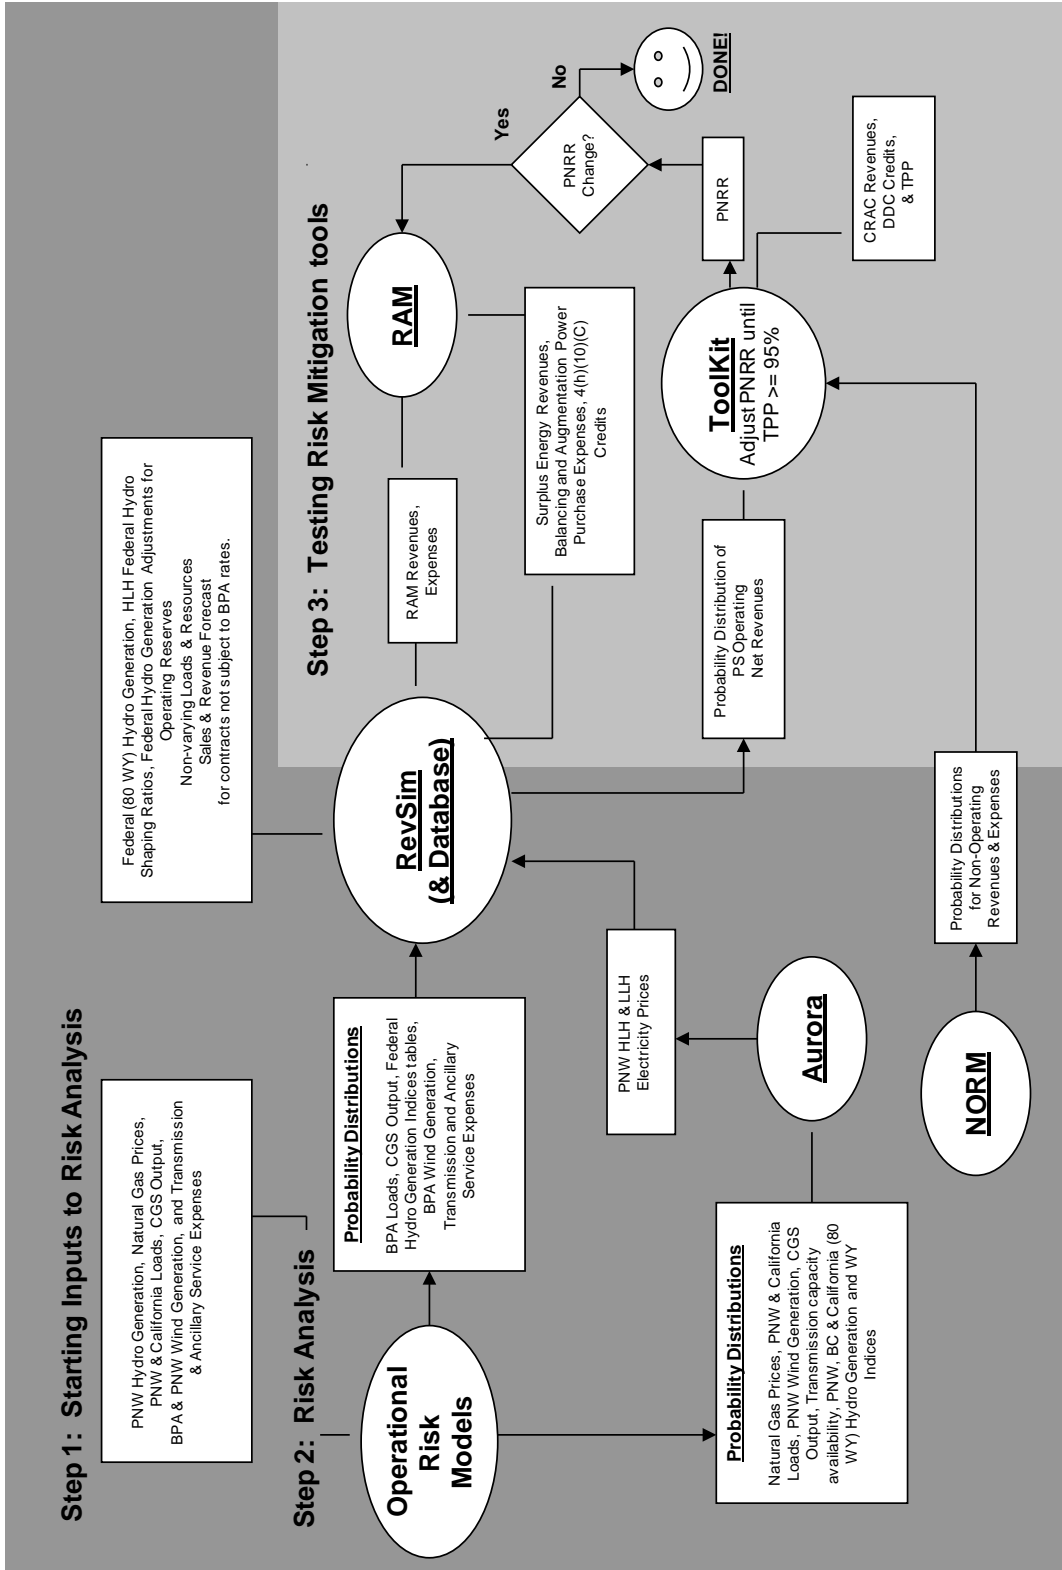 Step 1: Starting Inputs to Risk Analysis
PNW Hydro Generation, Natural Gas Prices,
PNW & California Loads, CGS Output,
BPA & PNW Wind Generation, and Transmission
& Ancillary Service Expenses
Federal (80 WY) Hydro Generation, HLH Federal Hydro
Shaping Ratios, Federal Hydro Generation Adjustments for
Operating Reserves
Non-varying Loads & Resources
Sales & Revenue Forecast
for contracts not subject to BPA rates.
Step 2: Risk Analysis
Operational
Risk
Models
Probability Distributions
BPA Loads, CGS Output, Federal
Hydro Generation Indices tables,
BPA Wind Generation,
Transmission and Ancillary
Service Expenses
RevSim
(& Database)
Probability Distributions
Natural Gas Prices, PNW & California
Loads, PNW Wind Generation, CGS
Output, Transmission capacity
availability, PNW, BC & California (80
WY) Hydro Generation and WY
Indices
Aurora
PNW HLH & LLH
Electricity Prices
NORM
Probability Distributions
for Non-Operating
Revenues & Expenses
Step 3: Testing Risk Mitigation tools
RAM Revenues,
Expenses
RAM
Surplus Energy Revenues,
Balancing and Augmentation Power
Purchase Expenses, 4(h)(10)(C)
Credits
Probability Distribution of
PS Operating
Net Revenues
ToolKit
Adjust PNRR until
TPP >= 95%
PNRR
CRAC Revenues,
DDC Credits,
& TPP
PNRR
Change?
Yes
No
DONE!